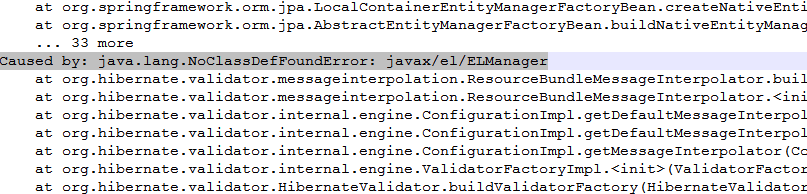 at org.springframework.orm.jpa.LocalContainerEntityManagerFactoryBean.createNativeEnti
at org.springframework.orm.jpa.AbstractEntityManagerFactoryBean.buildNativeEntityManag
... 33 more
Caused by: java.lang.NoClassDefFoundError: javax/el/ELManager
at org.hibernate.validator.messageinterpolation.ResourceBundleMessageInterpolator.buil
at org.hibernate.validator.messageinterpolation.ResourceBundleMessageInterpolator.<ini
at org.hibernate.validator.internal.engine.ConfigurationImpl.getDefaultMessageInterpol
at org.hibernate.validator.internal.engine.ConfigurationImpl.getDefaultMessageInterpol
at org.hibernate.validator.internal.engine.ConfigurationImpl.getMessageInterpolator(Co
at org.hibernate.validator.internal.engine.ValidatorFactoryImpl.<init>(ValidatorFactor
at org.hibernate.validator.HibernateValidator.buildValidatorFactory(HibernateValidator